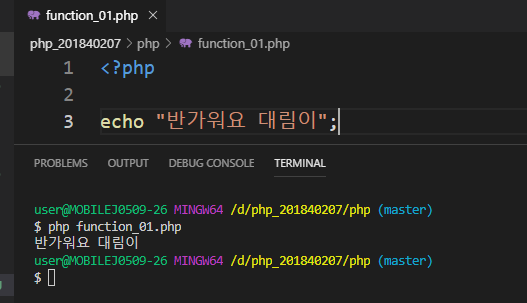 function_01.php
php_201840207 > php > function_01.php
1 <?php
2
3 echo "반가워요 대림이";
PROBLEMS OUTPUT DEBUG CONSOLE TERMINAL
user@MOBILEJ0509-26 MINGW64 /d/php_201840207/php (master)
$ php function_01.php
반가워요 대림이
user@MOBILEJ0509-26 MINGW64 /d/php_201840207/php (master)
$